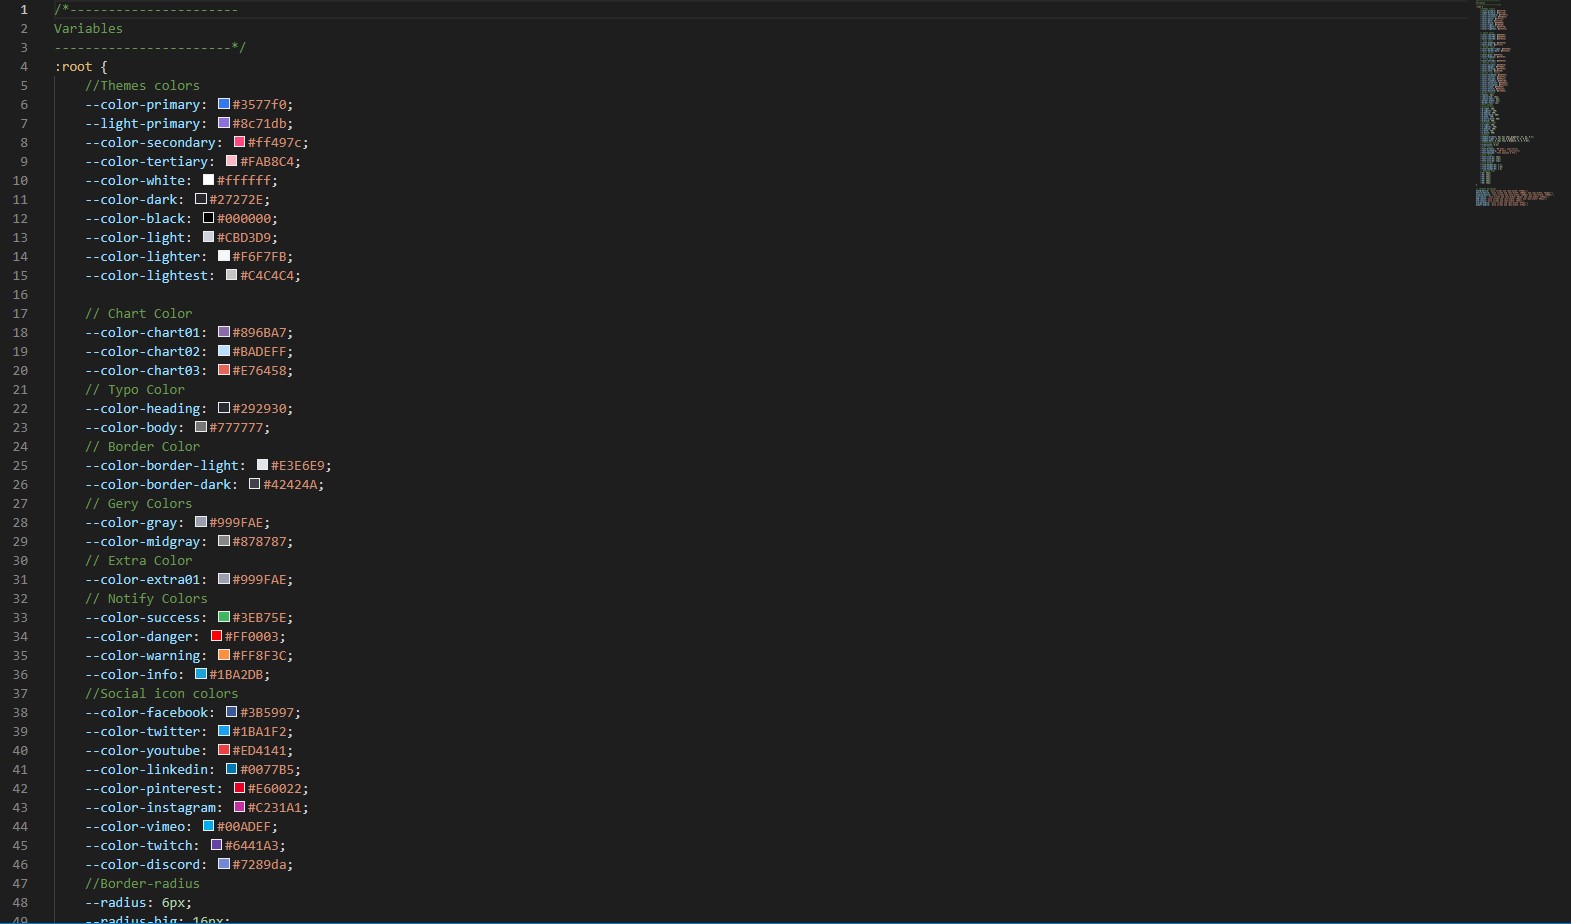 1 /*----------------------
2 Variables
3 -----------------------*/
4 :root {
5 //Themes colors
6 --color-primary: #3577f0;
7 --light-primary: #8c71db;
8 --color-secondary: #ff497c;
9 --color-tertiary: #FAB8C4;
10 --color-white: #ffffff;
11 --color-dark: #27272E;
12 --color-black: #000000;
13 --color-light: #CBD3D9;
14 --color-lighter: #F6F7FB;
15 --color-lightest: #C4C4C4;
16
17 // Chart Color
18 --color-chart01: #896BA7;
19 --color-chart02: #BADEFF;
20 --color-chart03: #E76458;
21 // Typo Color
22 --color-heading: #292930;
23 --color-body: #777777;
24 // Border Color
25 --color-border-light: #E3E6E9;
26 --color-border-dark: #42424A;
27 // Gery Colors
28 --color-gray: #999FAE;
29 --color-midgray: #878787;
30 // Extra Color
31 --color-extra01: #999FAE;
32 // Notify Colors
33 --color-success: #3EB75E;
34 --color-danger: #FF0003;
35 --color-warning: #FF8F3C;
36 --color-info: #1BA2DB;
37 //Social icon colors
38 --color-facebook: #3B5997;
39 --color-twitter: #1BA1F2;
40 --color-youtube: #ED4141;
41 --color-linkedin: #0077B5;
42 --color-pinterest: #E60022;
43 --color-instagram: #C231A1;
44 --color-vimeo: #00ADEF;
45 --color-twitch: #6441A3;
46 --color-discord: #7289da;
47 //Border-radius
48 --radius: 6px;
49 --radius-big: 16px;